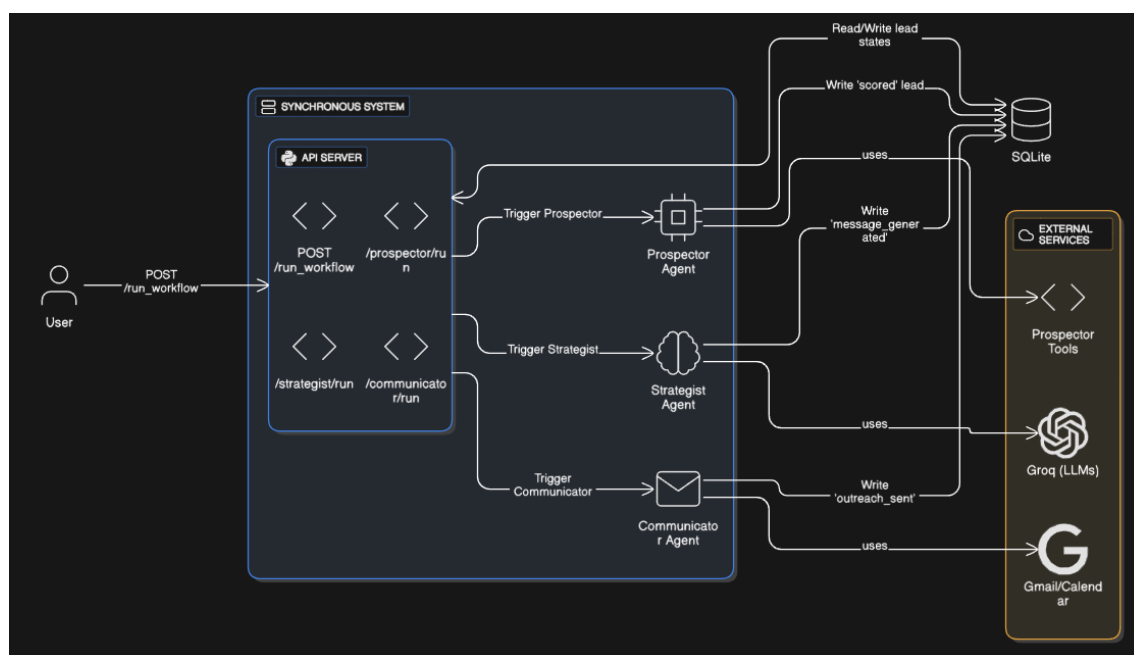 Read/Write lead
states
SYNCHRONOUS SYSTEM
Write 'scored' lead
API SERVER
SQLite
uses
Trigger Prospector
Write
'message_gener
ated'
EXTERNAL
SERVICES
POST
/run_workflow
/prospector/ru
n
Prospector
Agent
POST
/run_workflow
User
Prospector
Tools
Trigger Strategist
/strategist/run
/communicato
r/run
Strategist
Agent
uses
Groq (LLMs)
Trigger
Communicator
Write
'outreach_sent'
Communicato
r Agent
uses
Gmail/Calend
ar